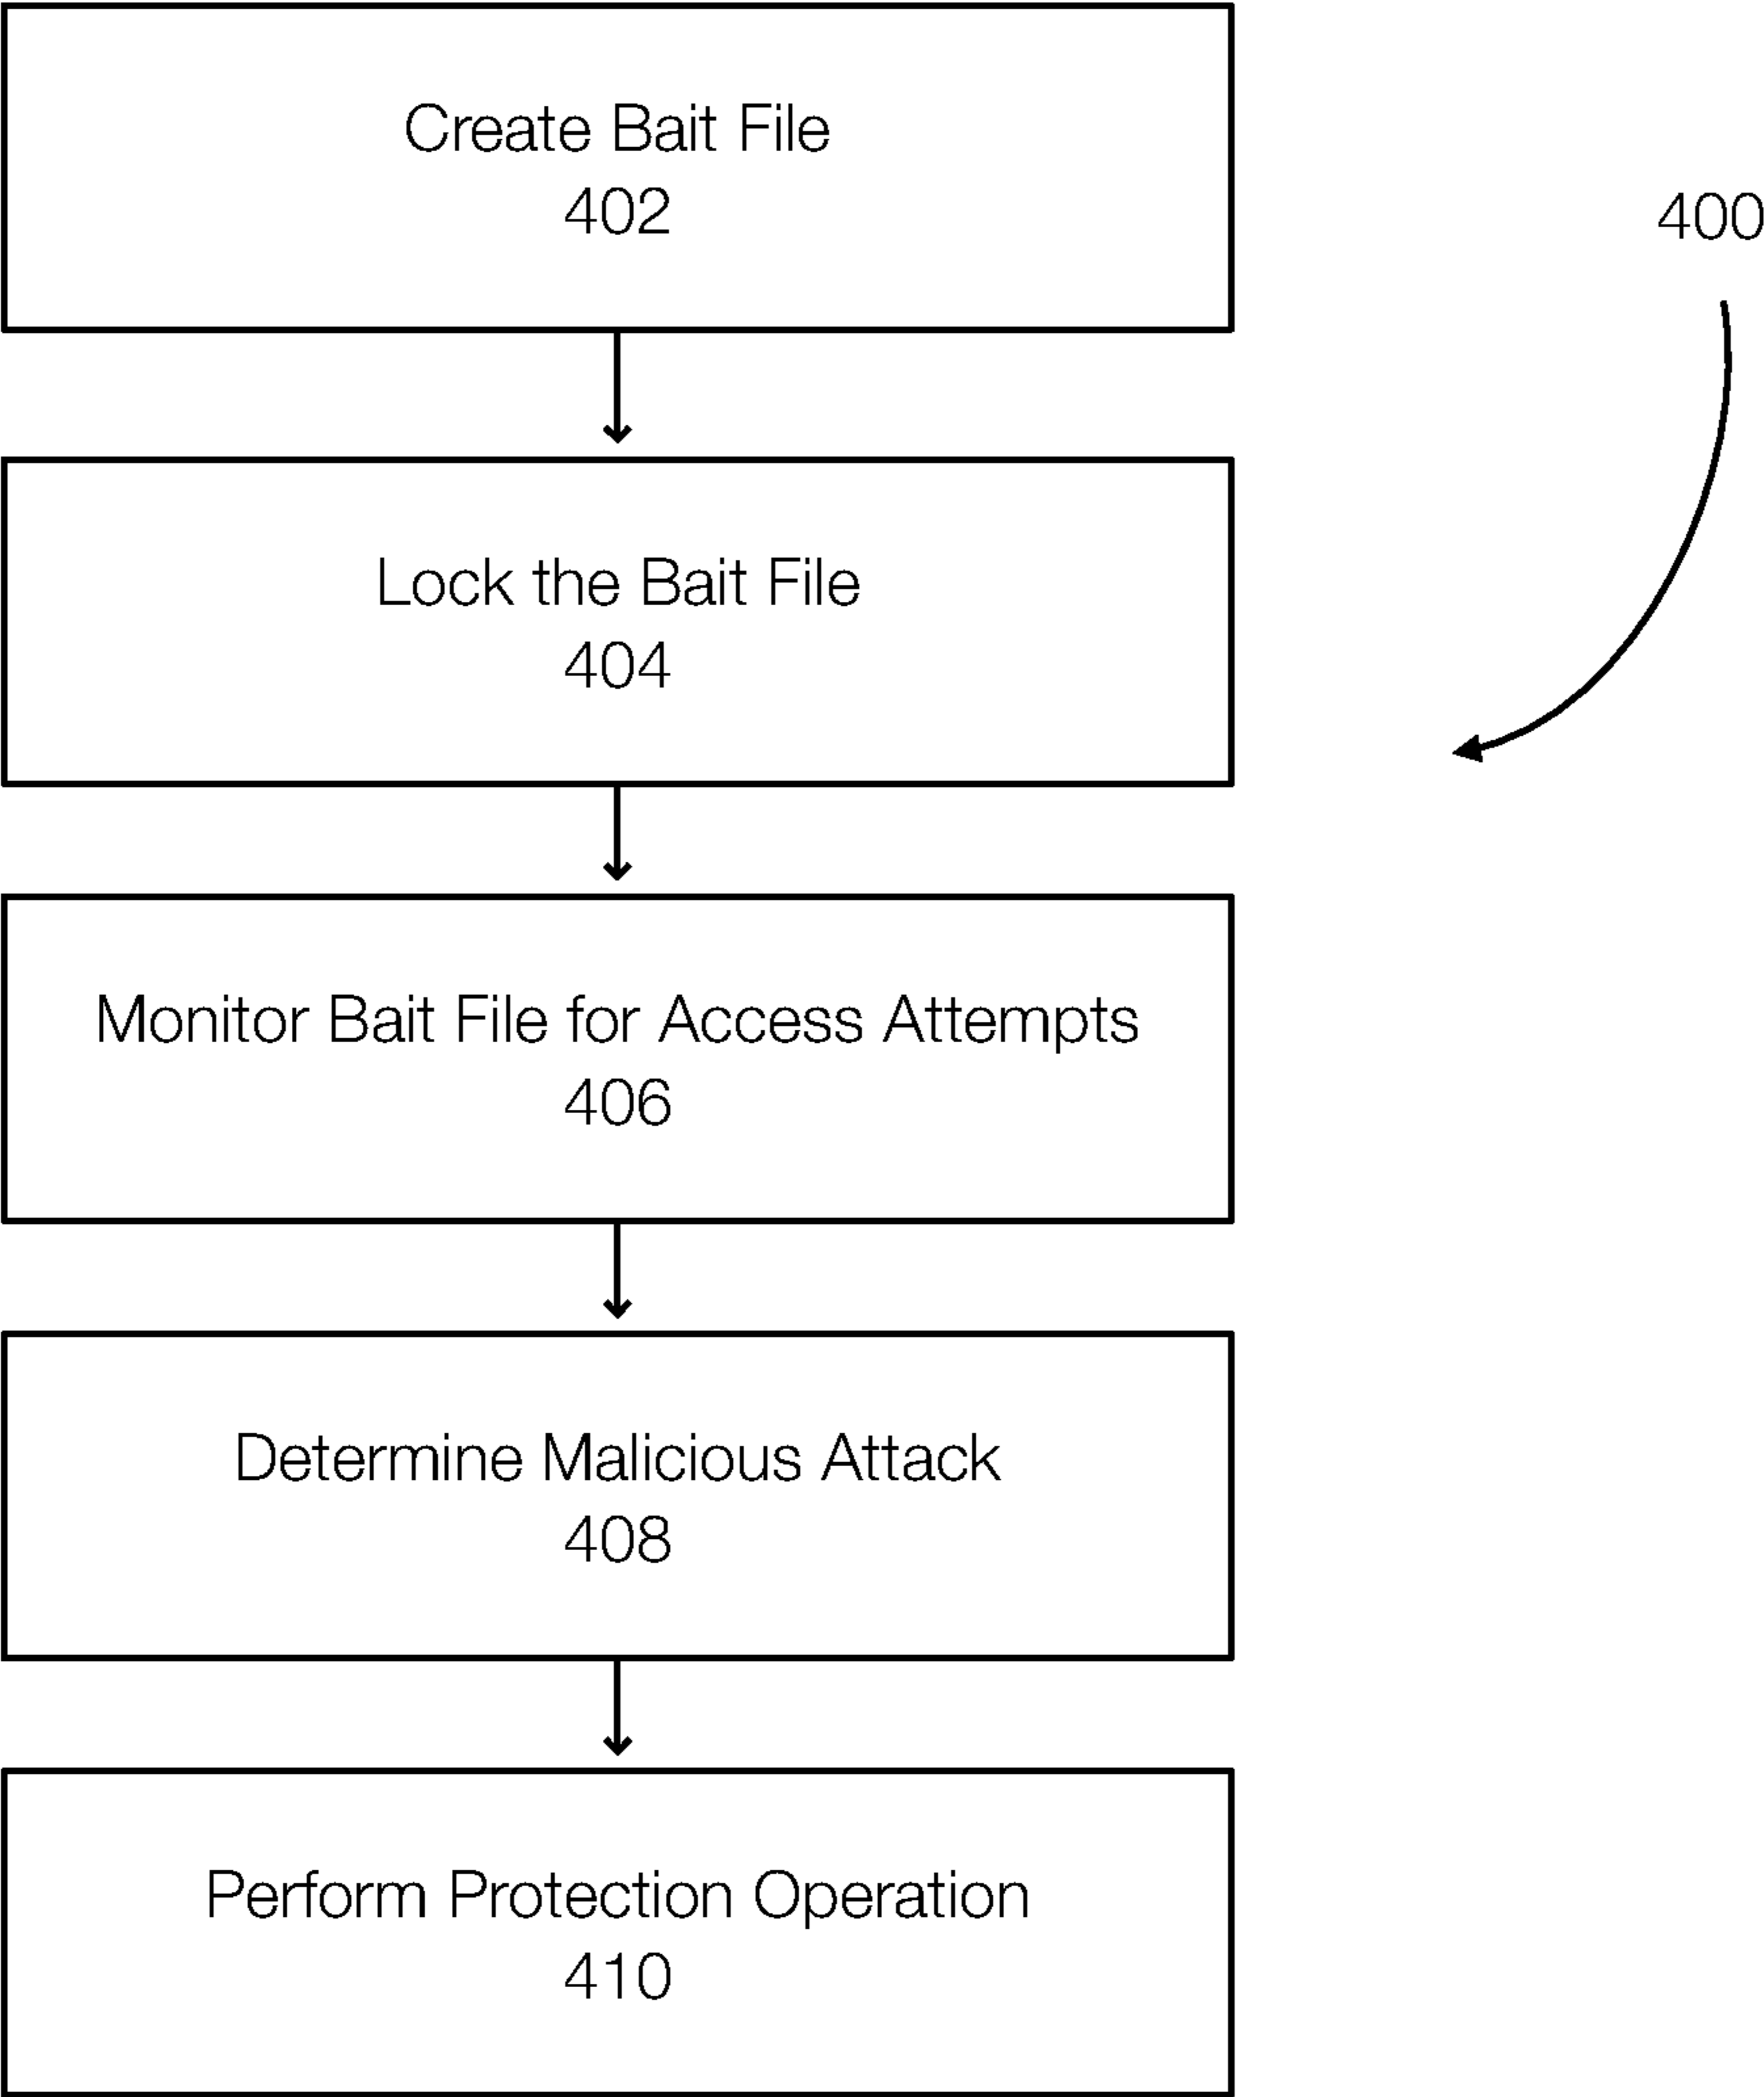 Create Bait File
402
400
Lock the Bait File
404
Monitor Bait File for Access Attempts
406
Determine Malicious Attack
408
Perform Protection Operation
410